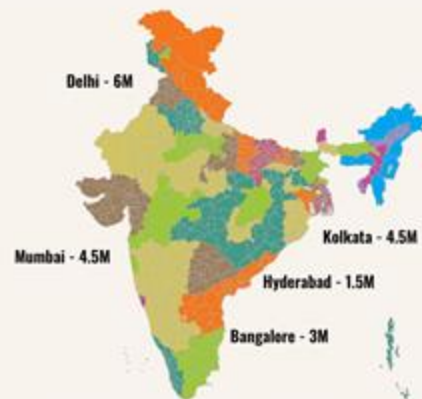 Delhi - 6M
Kolkata - 4.5M
Mumbai - 4.5M
Hyderabad - 1.5M
Bangalore - 3M